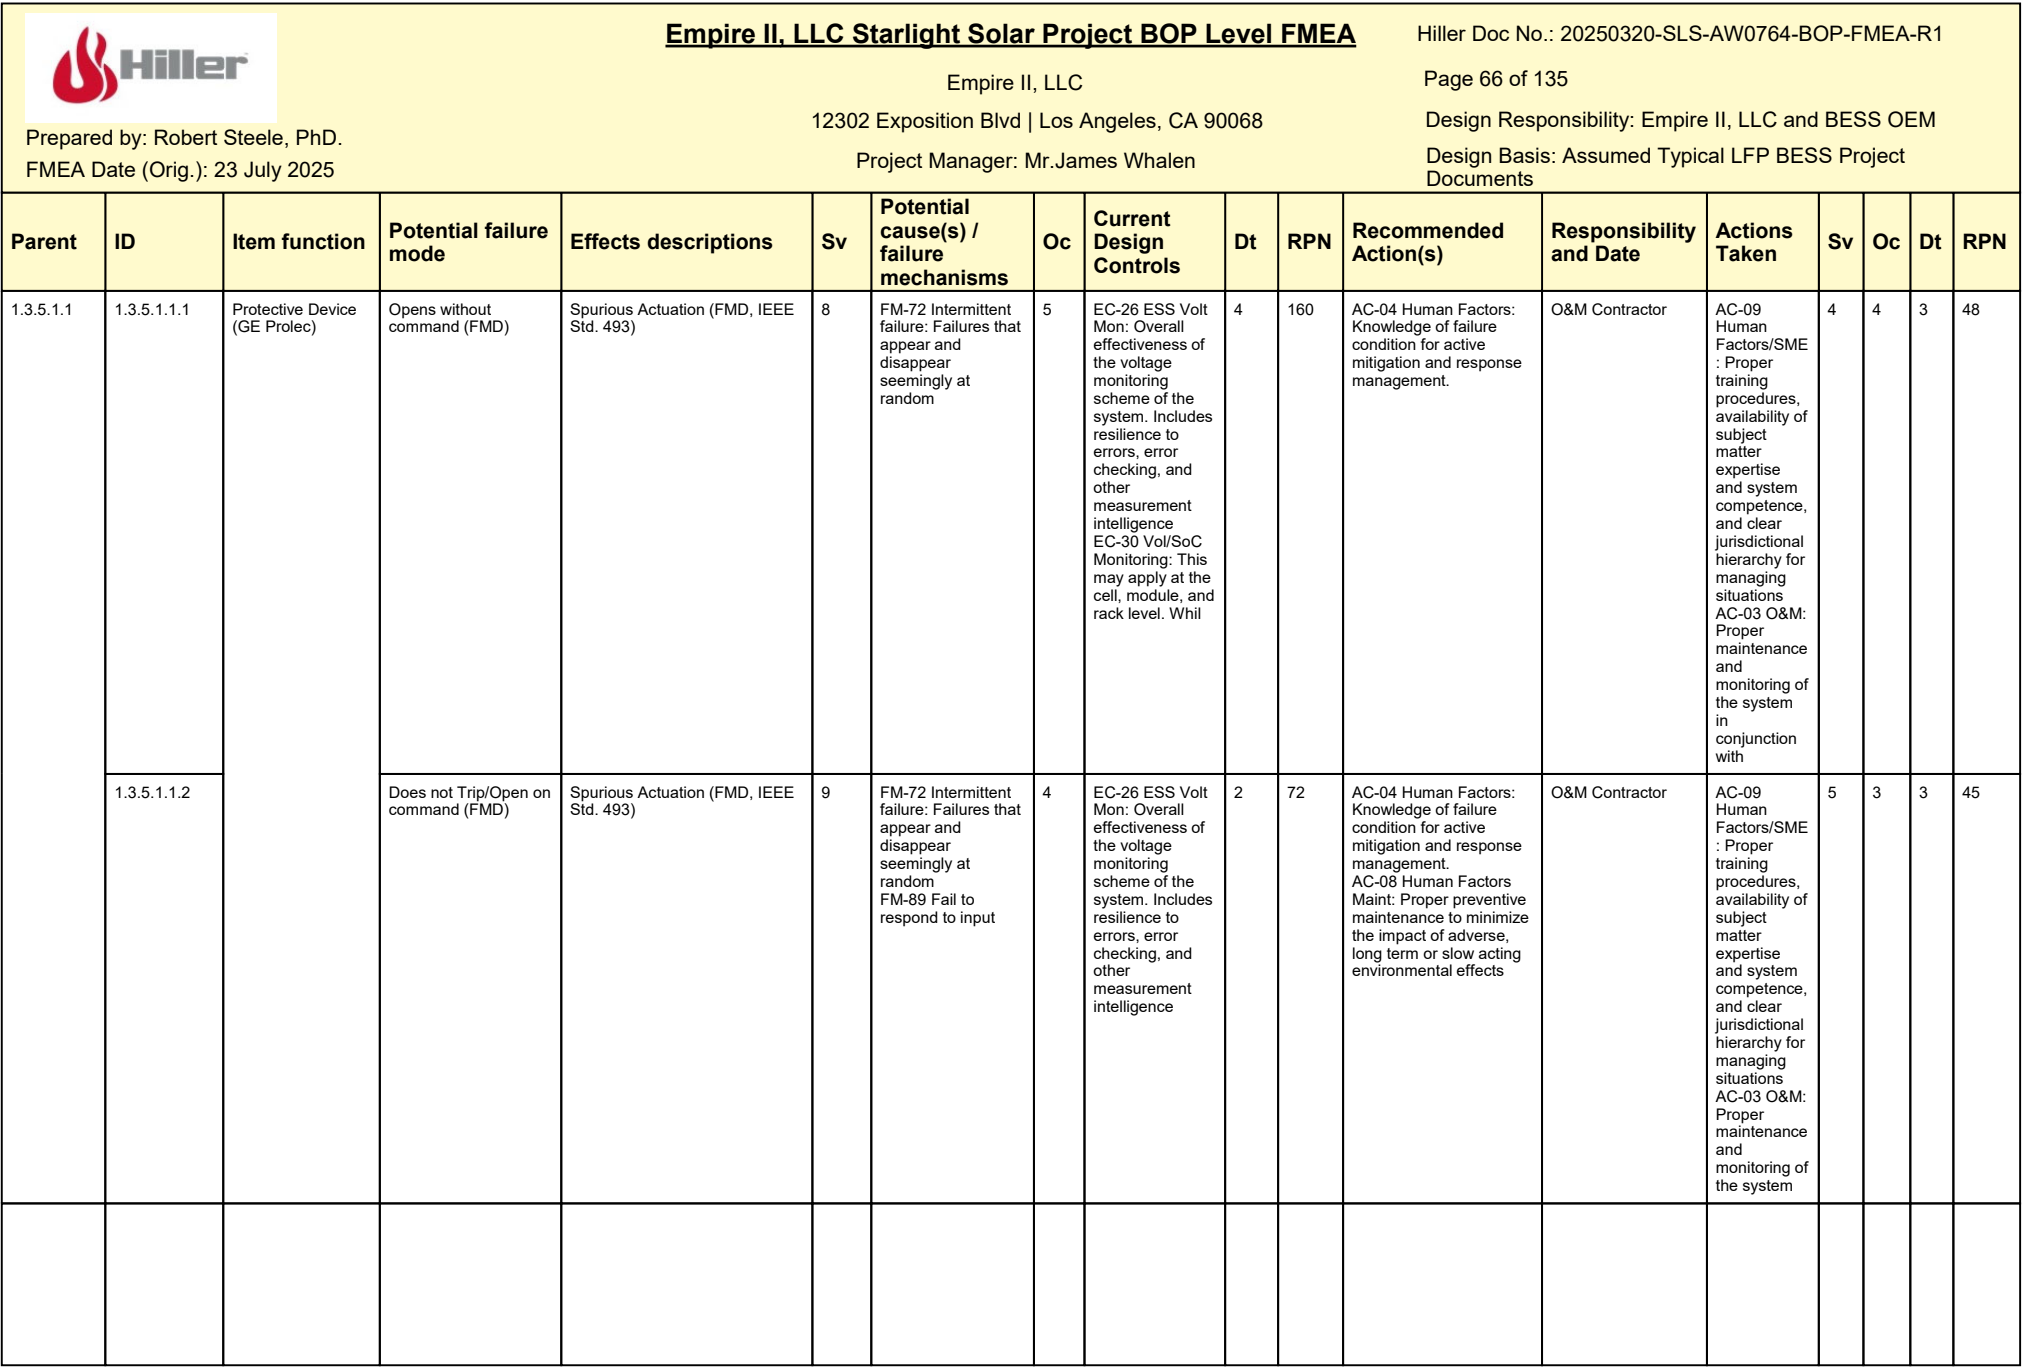 Hiller
Prepared by: Robert Steele, PhD.
FMEA Date (Orig.): 23 July 2025
Empire II, LLC Starlight Solar Project BOP Level FMEA
Empire II, LLC
12302 Exposition Blvd | Los Angeles, CA 90068
Project Manager: Mr.James Whalen
Hiller Doc No.: 20250320-SLS-AW0764-BOP-FMEA-R1
Page 66 of 135
Design Responsibility: Empire II, LLC and BESS OEM
Design Basis: Assumed Typical LFP BESS Project
Documents
Parent
ID
Item function
Potential failure
mode
Effects descriptions
Sv
Potential
cause(s) /
failure
mechanisms
Oc
Current
Design
Controls
Dt
RPN
Recommended
Action(s)
Responsibility
and Date
Actions
Taken
Sv
Oc
Dt
RPN
1.3.5.1.1
1.3.5.1.1.1
Protective Device
(GE Prolec)
Opens without
command (FMD)
Spurious Actuation (FMD, IEEE
Std. 493)
8
FM-72 Intermittent
failure: Failures that
appear and
disappear
seemingly at
random
5
EC-26 ESS Volt
Mon: Overall
effectiveness of
the voltage
monitoring
scheme of the
system. Includes
resilience to
errors, error
checking, and
other
measurement
intelligence
EC-30 Vol/SoC
Monitoring: This
may apply at the
cell, module, and
rack level. Whil
4
160
AC-04 Human Factors:
Knowledge of failure
condition for active
mitigation and response
management.
O&M Contractor
AC-09
Human
Factors/SME
: Proper
training
procedures,
availability of
subject
matter
expertise
and system
competence,
and clear
jurisdictional
hierarchy for
managing
situations
AC-03 O&M:
Proper
maintenance
and
monitoring of
the system
in
conjunction
with
4
4
3
48
1.3.5.1.1.2
Does not Trip/Open on
command (FMD)
Spurious Actuation (FMD, IEEE
Std. 493)
9
FM-72 Intermittent
failure: Failures that
appear and
disappear
seemingly at
random
FM-89 Fail to
respond to input
4
EC-26 ESS Volt
Mon: Overall
effectiveness of
the voltage
monitoring
scheme of the
system. Includes
resilience to
errors, error
checking, and
other
measurement
intelligence
2
72
AC-04 Human Factors:
Knowledge of failure
condition for active
mitigation and response
management.
AC-08 Human Factors
Maint: Proper preventive
maintenance to minimize
the impact of adverse,
long term or slow acting
environmental effects
O&M Contractor
AC-09
Human
Factors/SME
: Proper
training
procedures,
availability of
subject
matter
expertise
and system
competence,
and clear
jurisdictional
hierarchy for
managing
situations
AC-03 O&M:
Proper
maintenance
and
monitoring of
the system
5
3
3
45